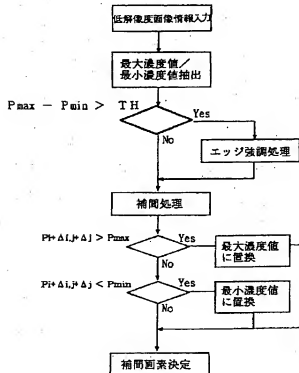 低解像度画像情報入力
最大濃度値／
最小濃度値抽出
Pmax － Pmin > TH
Yes
No
エッジ強調処理
補間処理
Pi+Δi,j+Δj > Pmax
Yes
最大濃度値
に置換
No
Pi+Δi,j+Δj < Pmin
Yes
最小濃度値
に置換
No
補間画素決定